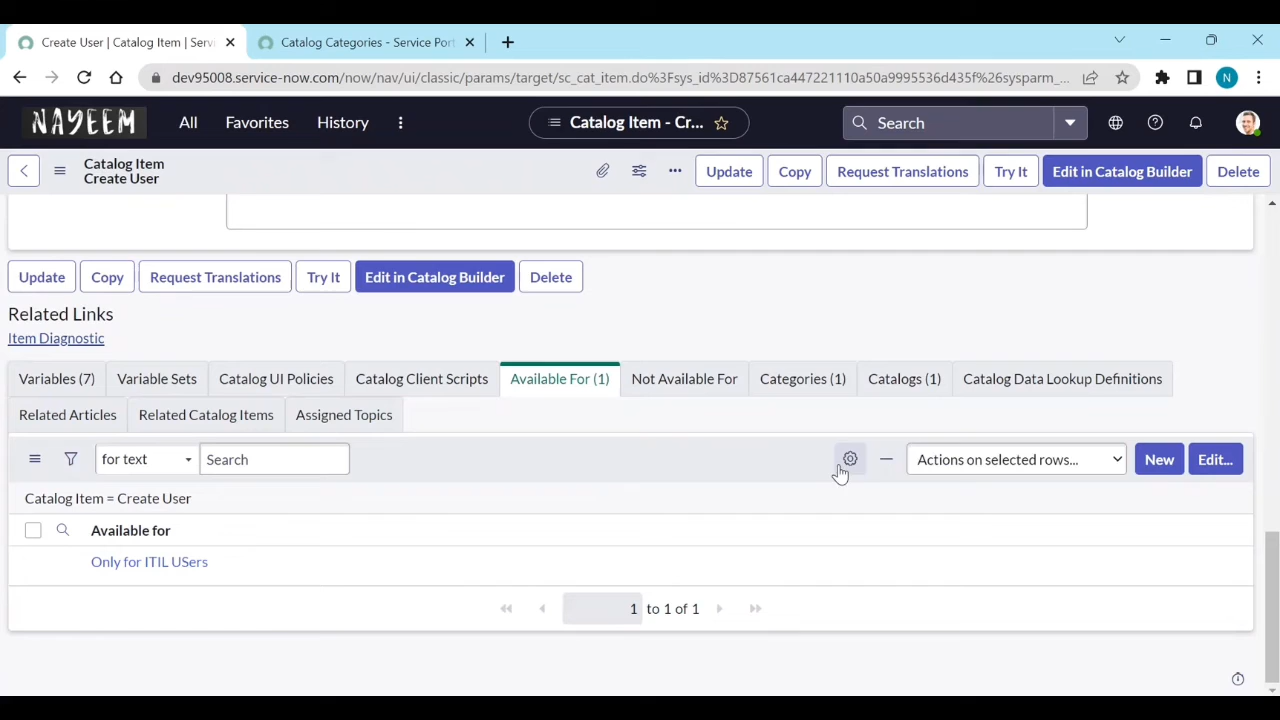 Create User | Catalog Item | Serv
Catalog Categories - Service Port
dev95008.service-now.com/now/nav/ui/classic/params/target/sc_cat_item.do%3Fsys_id%3D87561ca447221110a50a9995536d435f%26sysparm_...
N
NAYEEM
All
Favorites
History
Catalog Item - Cr...
Search
Catalog Item
Create User
Update
Copy
Request Translations
Try It
Edit in Catalog Builder
Delete
Update
Copy
Request Translations
Try It
Edit in Catalog Builder
Delete
Related Links
Item Diagnostic
Variables (7)
Variable Sets
Catalog UI Policies
Catalog Client Scripts
Available For (1)
Not Available For
Categories (1)
Catalogs (1)
Catalog Data Lookup Definitions
Related Articles
Related Catalog Items
Assigned Topics
for text
Search
Actions on selected rows...
New
Edit...
Catalog Item = Create User
Available for
Only for ITIL USers
1 to 1 of 1